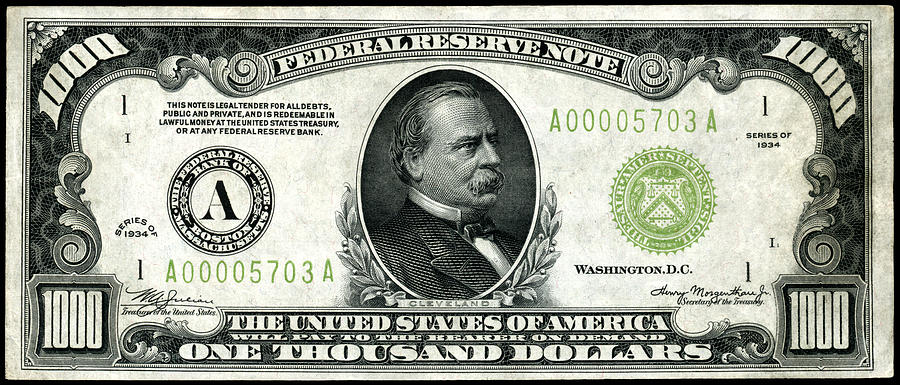 FEDERAL RESERVE NOTE
1000
1000
1
THIS NOTE IS LEGAL TENDER FOR ALL DEBTS,
PUBLIC AND PRIVATE, AND IS REDEEMABLE IN
LAWFUL MONEY AT THE UNITED STATES TREASURY,
OR AT ANY FEDERAL RESERVE BANK.
1
I
A00005703 A
SERIES OF
1934
THE FEDERAL RESERVE
BANK OF
A
BOSTON
MASSACHUSETTS
SERIES OF
1934
1
A00005703 A
WASHINGTON, D.C.
I
1
W A Julian
Treasurer of the United States.
Henry Morgenthau Jr.
Secretary of the Treasury.
CLEVELAND
1000
1000
THE UNITED STATES OF AMERICA
WILL PAY TO THE BEARER ON DEMAND
ONE THOUSAND DOLLARS